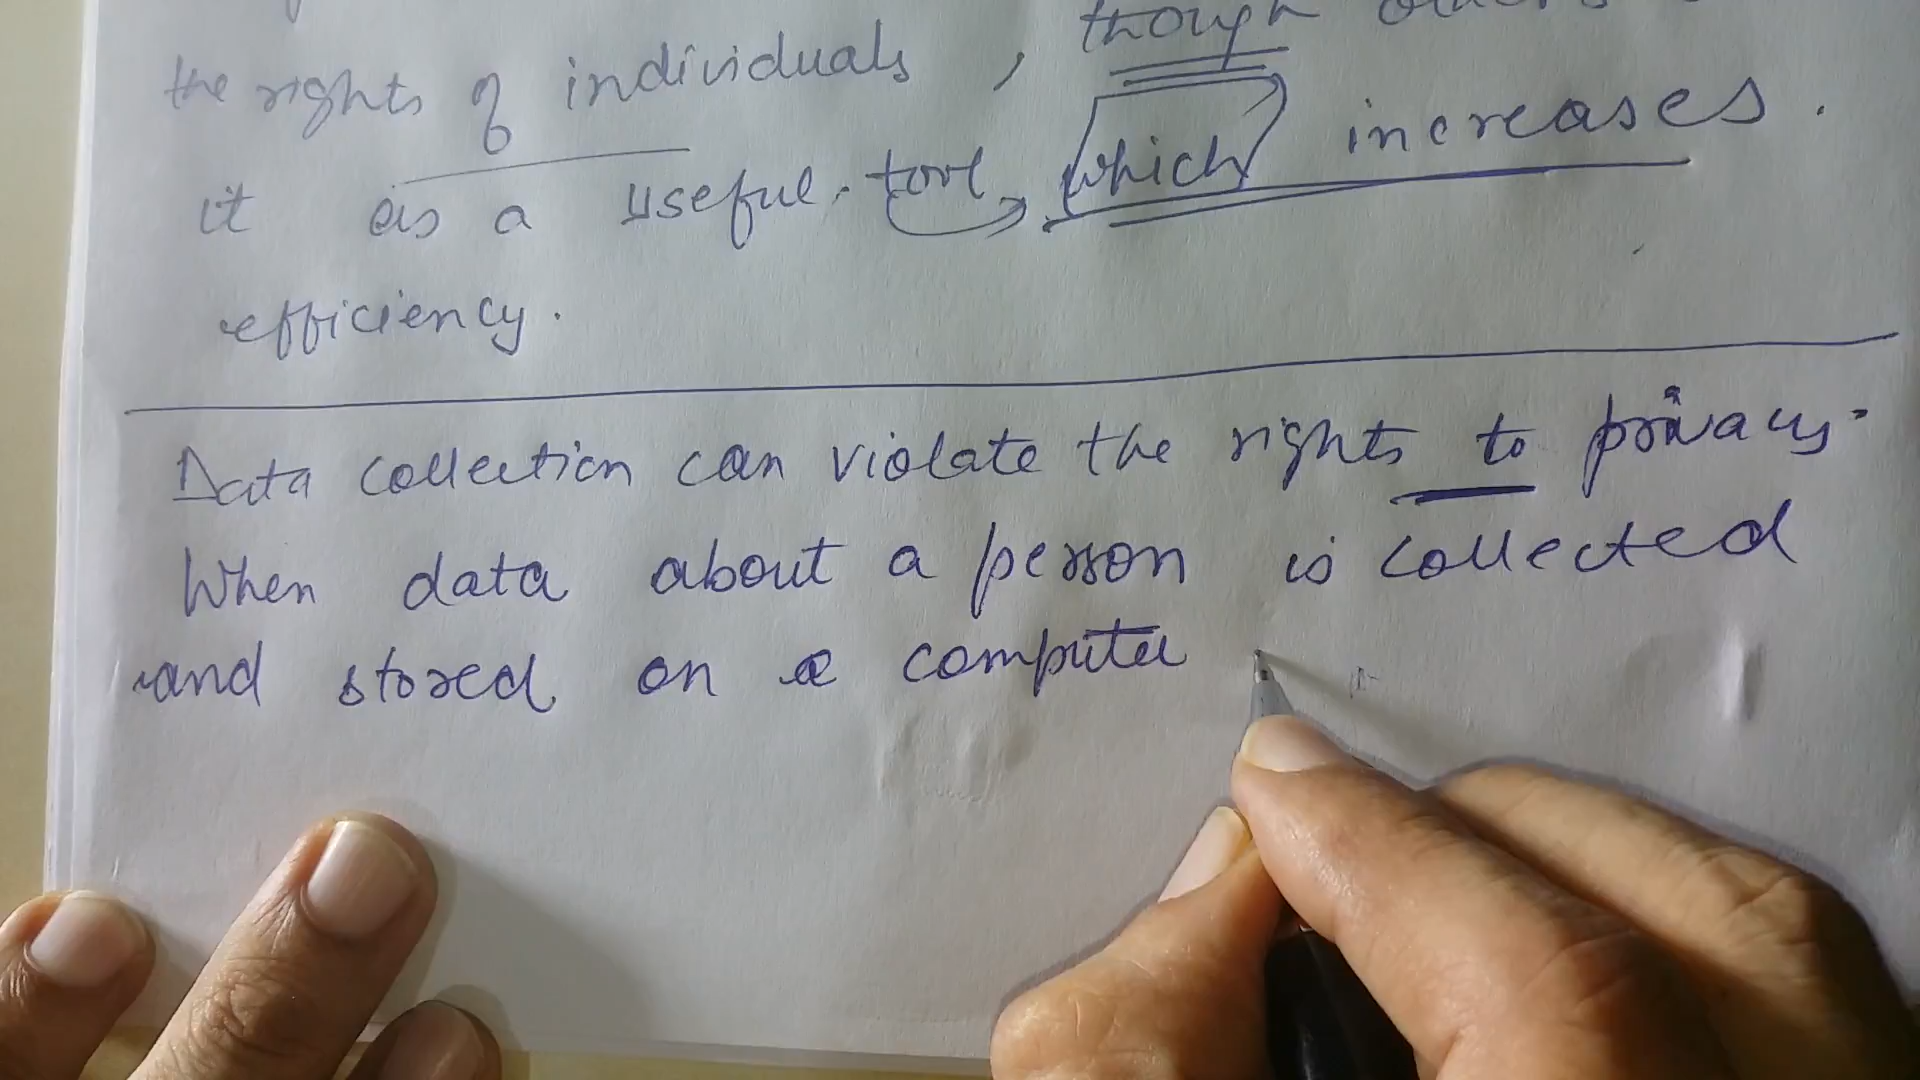 though others
the rights of individuals ,
which increases.
it as a useful tool
efficiency.
Data collection can violate the rights to privacy.
When data about a person is collected
and stored on a computer